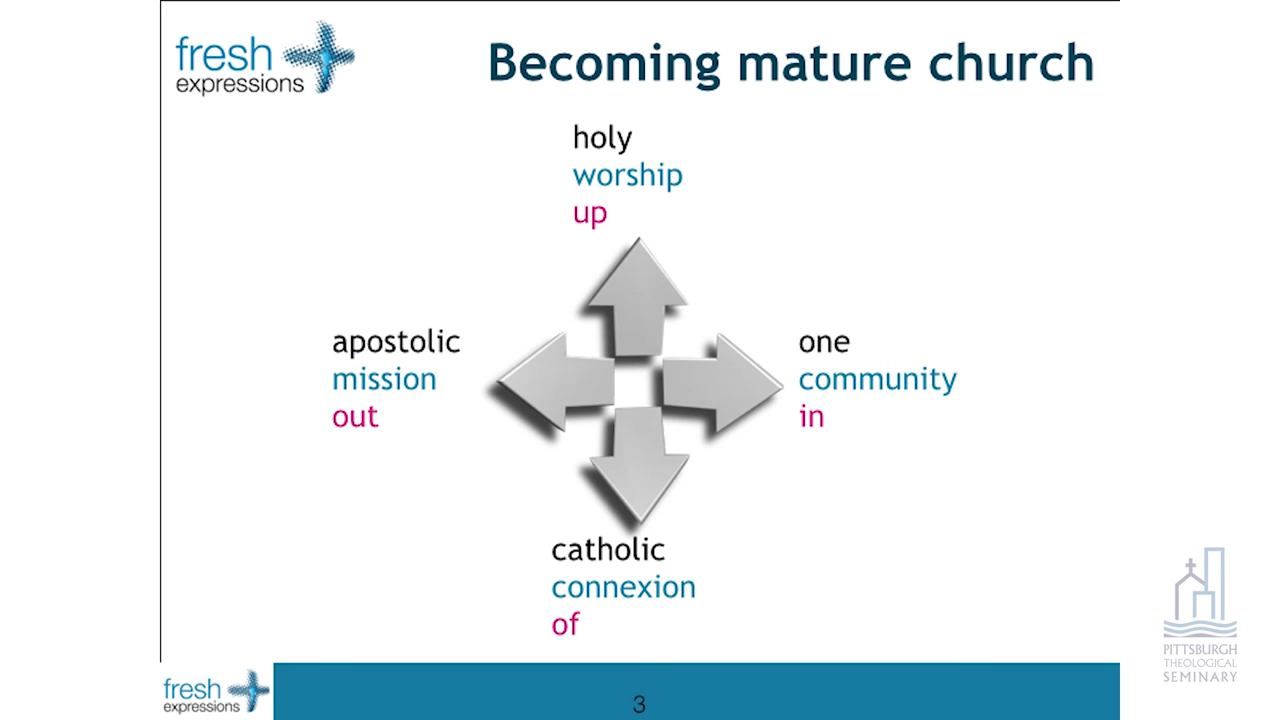 fresh
expressions
Becoming mature church
holy
worship
up
apostolic
mission
out
one
community
in
catholic
connexion
of
fresh
expressions
3
PITTSBURGH
THEOLOGICAL
SEMINARY